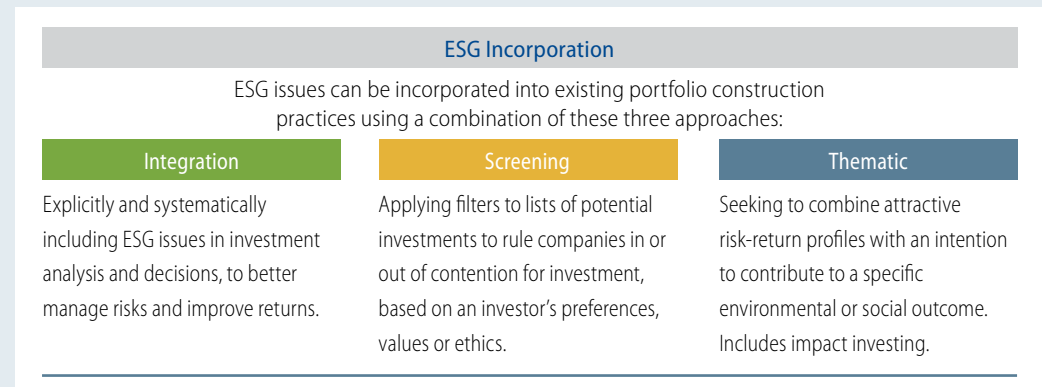 ESG Incorporation
ESG issues can be incorporated into existing portfolio construction
practices using a combination of these three approaches:
Integration
Explicitly and systematically
including ESG issues in investment
analysis and decisions, to better
manage risks and improve returns.
Screening
Applying filters to lists of potential
investments to rule companies in or
out of contention for investment,
based on an investor's preferences,
values or ethics.
Thematic
Seeking to combine attractive
risk-return profiles with an intention
to contribute to a specific
environmental or social outcome.
Includes impact investing.